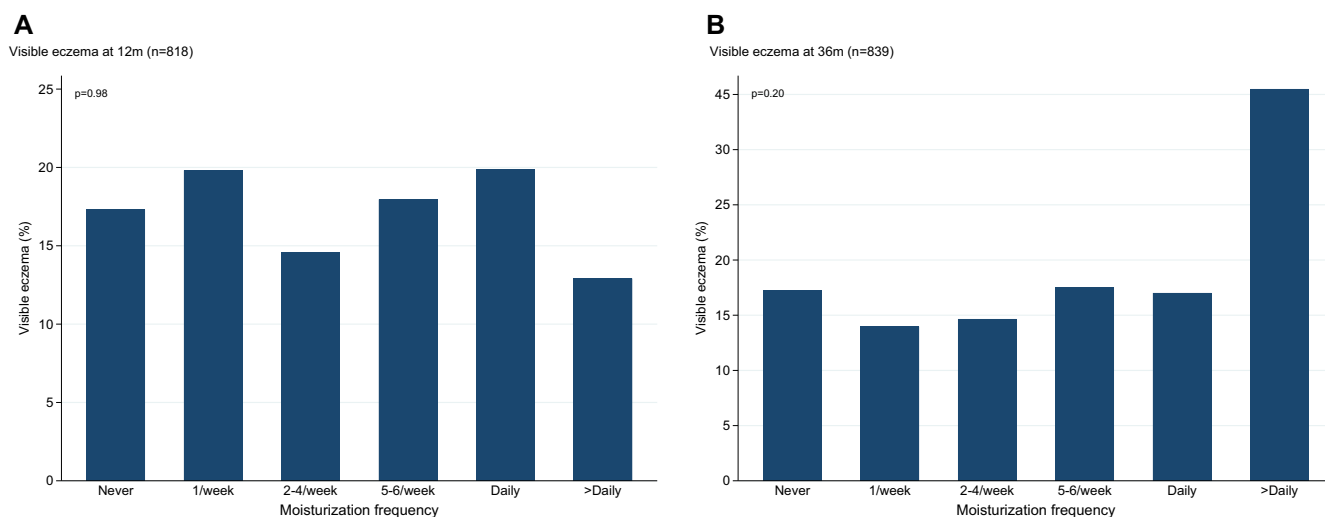 A
Visible eczema at 12m (n=818)
p=0.98
25
20
15
10
5
0
Visible eczema (%)
Never 1/week 2-4/week 5-6/week Daily >Daily
Moisturization frequency
B
Visible eczema at 36m (n=839)
p=0.20
45
30
25
20
15
10
5
0
Visible eczema (%)
Never 1/week 2-4/week 5-6/week Daily >Daily
Moisturization frequency